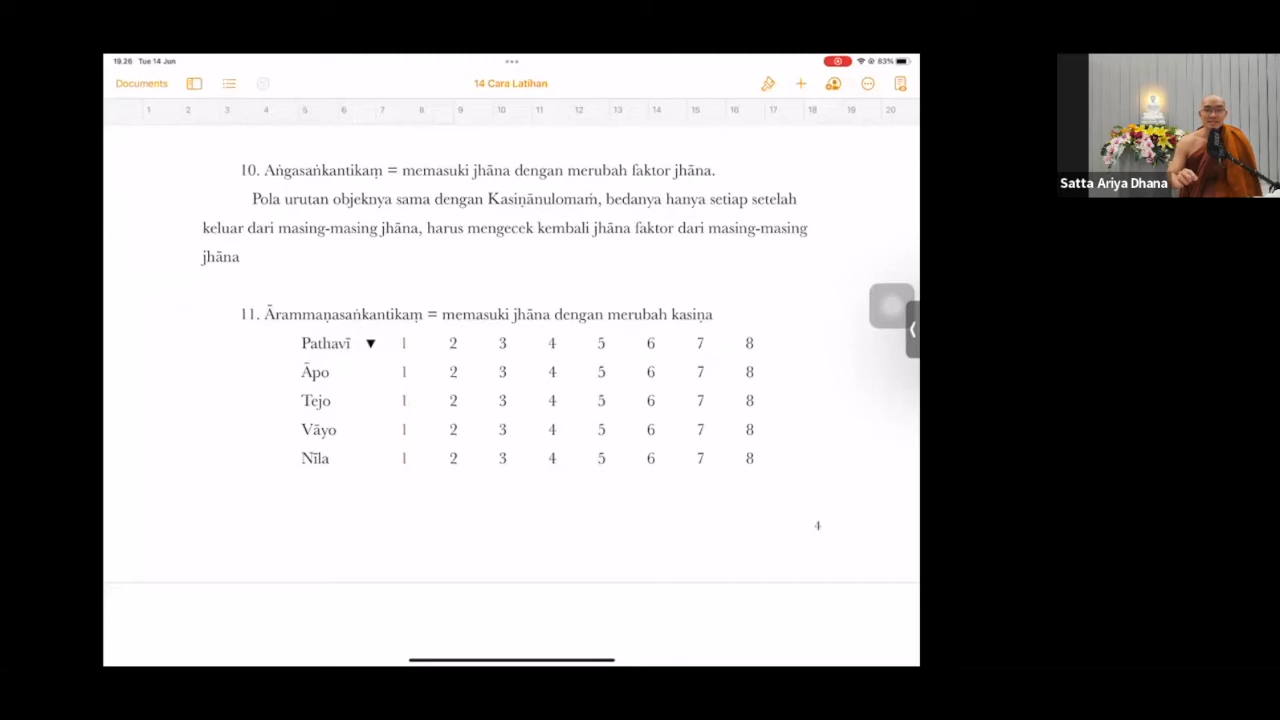 19.26 Tue 14 Jun
83%
Documents
14 Cara Latihan
1 2 3 4 5 6 7 8 9 10 11 12 13 14 15 16 17 18 19 20
10. Aṅgasaṅkantikaṃ = memasuki jhāna dengan merubah faktor jhāna.
Pola urutan objeknya sama dengan Kasiṇānulomaṁ, bedanya hanya setiap setelah
keluar dari masing-masing jhāna, harus mengecek kembali jhāna faktor dari masing-masing
jhāna
11. Ārammaṇasaṅkantikaṃ = memasuki jhāna dengan merubah kasiṇa
Pathavī ▼ 1 2 3 4 5 6 7 8
Āpo 1 2 3 4 5 6 7 8
Tejo 1 2 3 4 5 6 7 8
Vāyo 1 2 3 4 5 6 7 8
Nīla 1 2 3 4 5 6 7 8
4
Satta Ariya Dhana